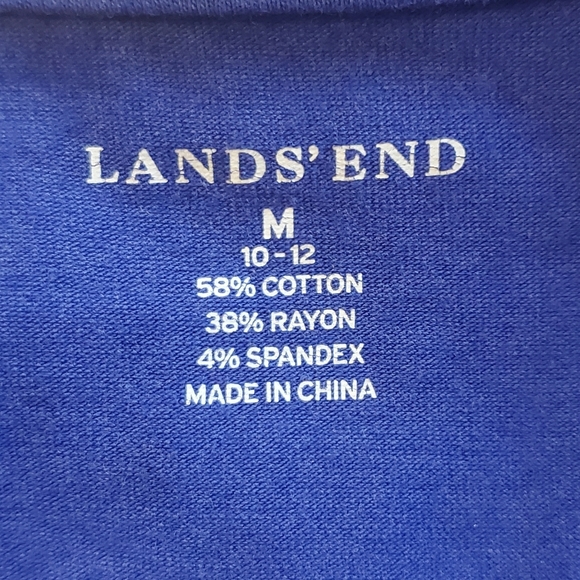 LANDS' END
M
10-12
58% COTTON
38% RAYON
4% SPANDEX
MADE IN CHINA